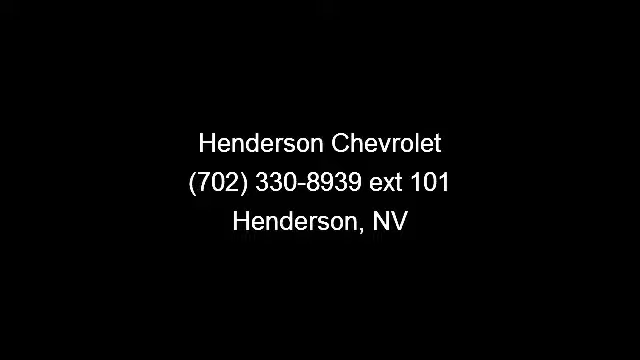 Henderson Chevrolet
(702) 330-8939 ext 101
Henderson, NV